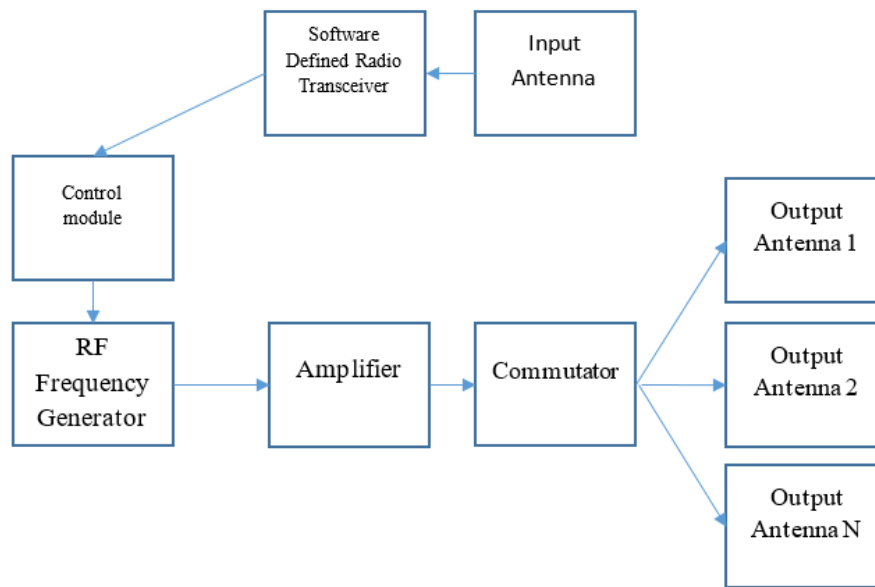 Software
Defined Radio
Transceiver
Input
Antenna
Control
module
RF
Frequency
Generator
Amplifier
Commutator
Output
Antenna 1
Output
Antenna 2
Output
Antenna N